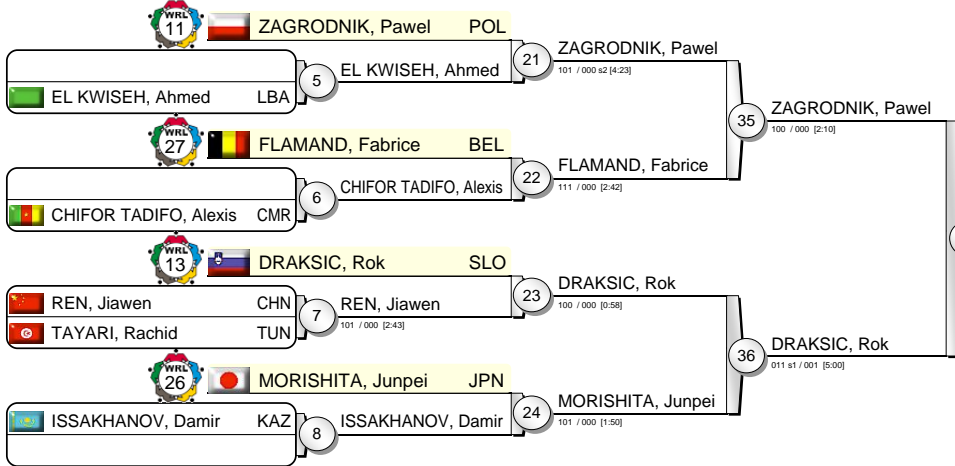 WRL
11
ZAGRODNIK, Pawel POL
EL KWISEH, Ahmed LBA
5
EL KWISEH, Ahmed
21
ZAGRODNIK, Pawel
101 / 000 s2 [4:23]
WRL
27
FLAMAND, Fabrice BEL
CHIFOR TADIFO, Alexis CMR
6
CHIFOR TADIFO, Alexis
22
FLAMAND, Fabrice
111 / 000 [2:42]
35
ZAGRODNIK, Pawel
100 / 000 [2:10]
WRL
13
DRAKSIC, Rok SLO
REN, Jiawen CHN
TAYARI, Rachid TUN
7
REN, Jiawen
101 / 000 [2:43]
23
DRAKSIC, Rok
100 / 000 [0:58]
WRL
26
MORISHITA, Junpei JPN
ISSAKHANOV, Damir KAZ
8
ISSAKHANOV, Damir
24
MORISHITA, Junpei
101 / 000 [1:50]
36
DRAKSIC, Rok
011 s1 / 001 [5:00]